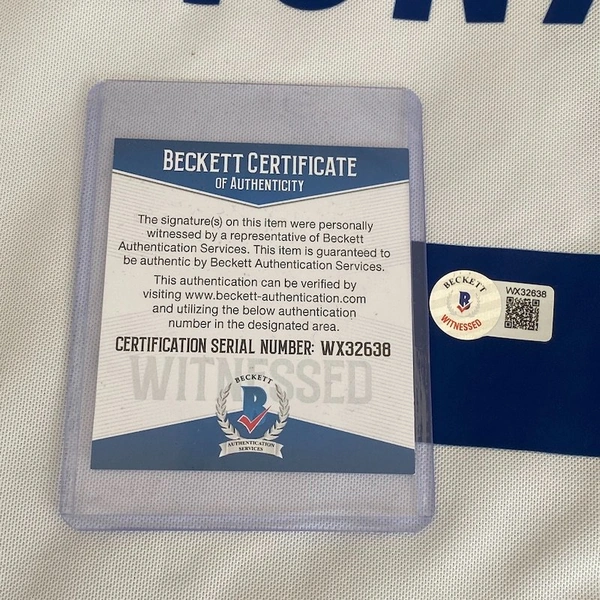 BECKETT CERTIFICATE
OF AUTHENTICITY
The signature(s) on this item were personally
witnessed by a representative of Beckett
Authentication Services. This item is guaranteed to
be authentic by Beckett Authentication Services.
This authentication can be verified by
visiting www.beckett-authentication.com
and utilizing the below authentication
number in the designated area.
CERTIFICATION SERIAL NUMBER: WX32638
WITNESSED
BECKETT
B
AUTHENTICATION
SERVICES
BECKETT
B
WITNESSED
WX32638